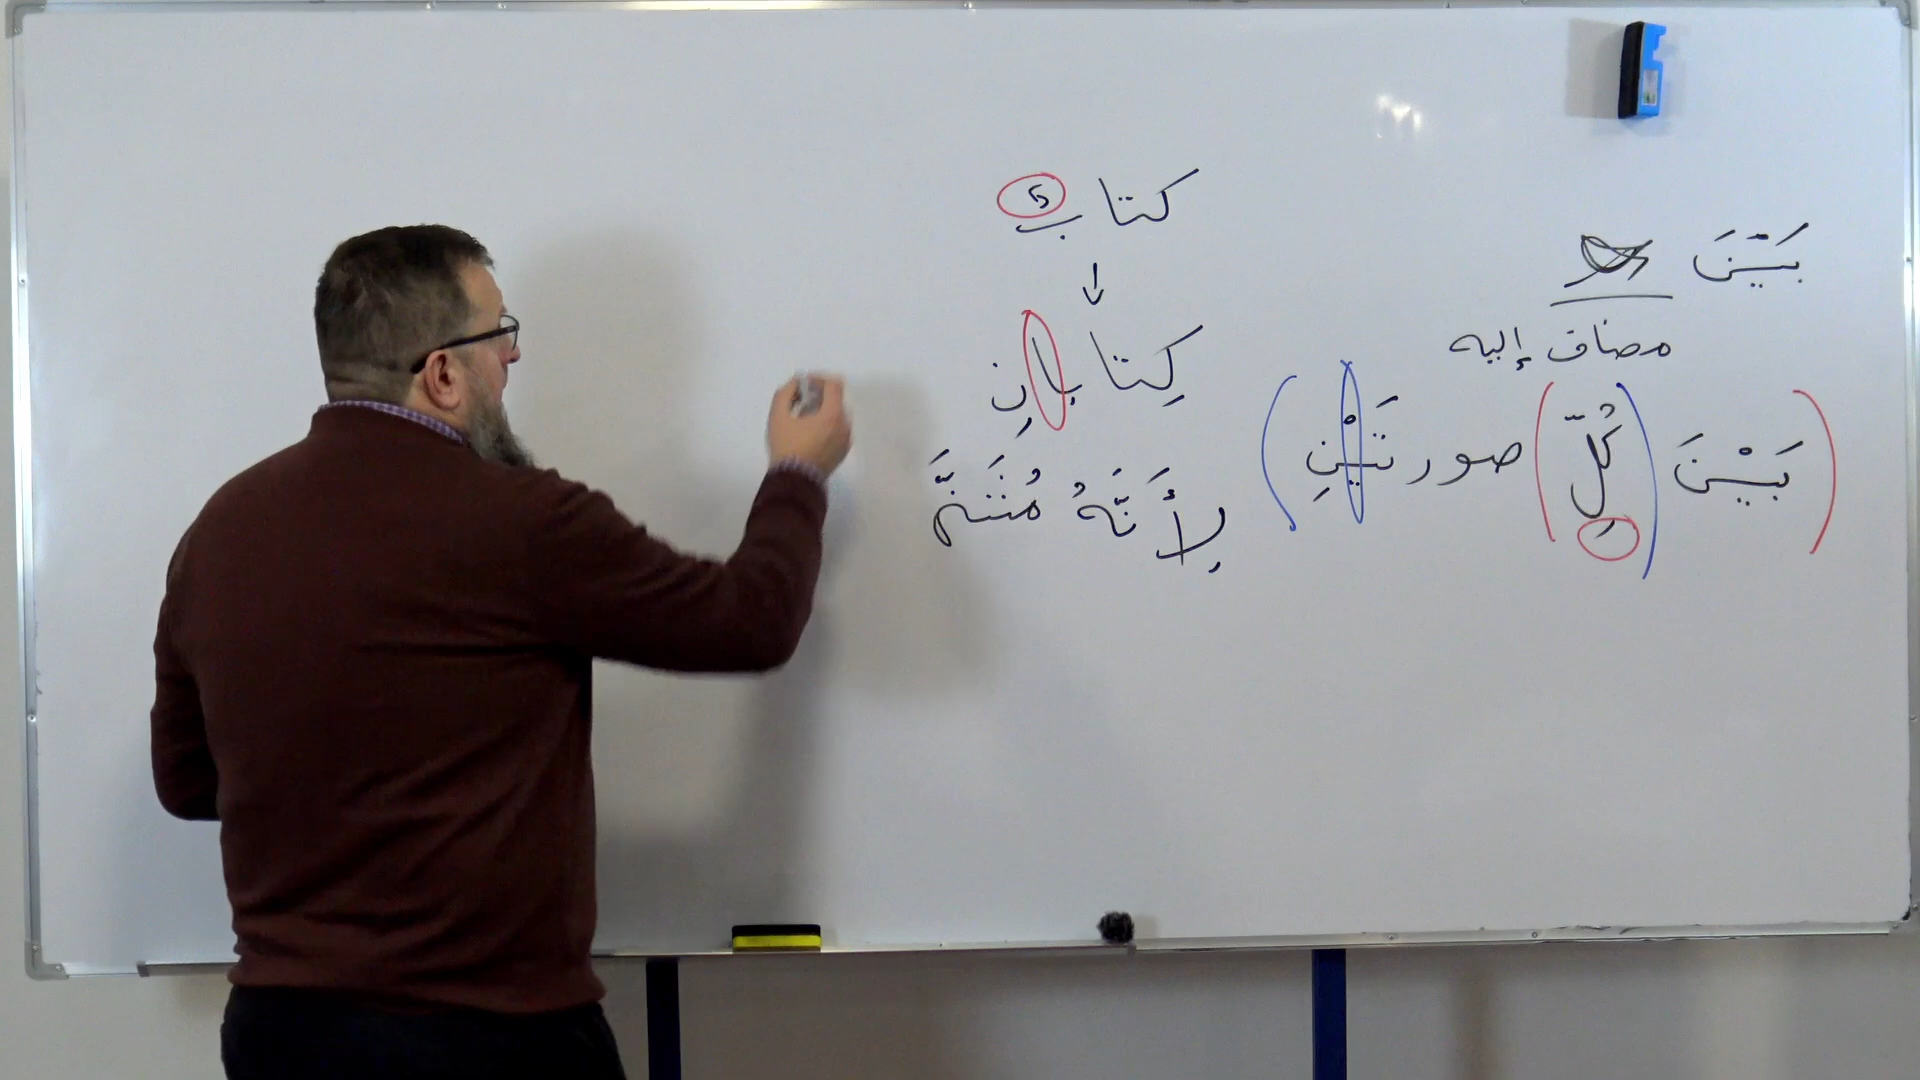 بَيْنَ
مضاف إليه
(بَيْنَ (كُلِّ) صورتَيْنِ)
كتاب
↓
كِتابانِ
لِأَنَّهُ مُثَنَّى